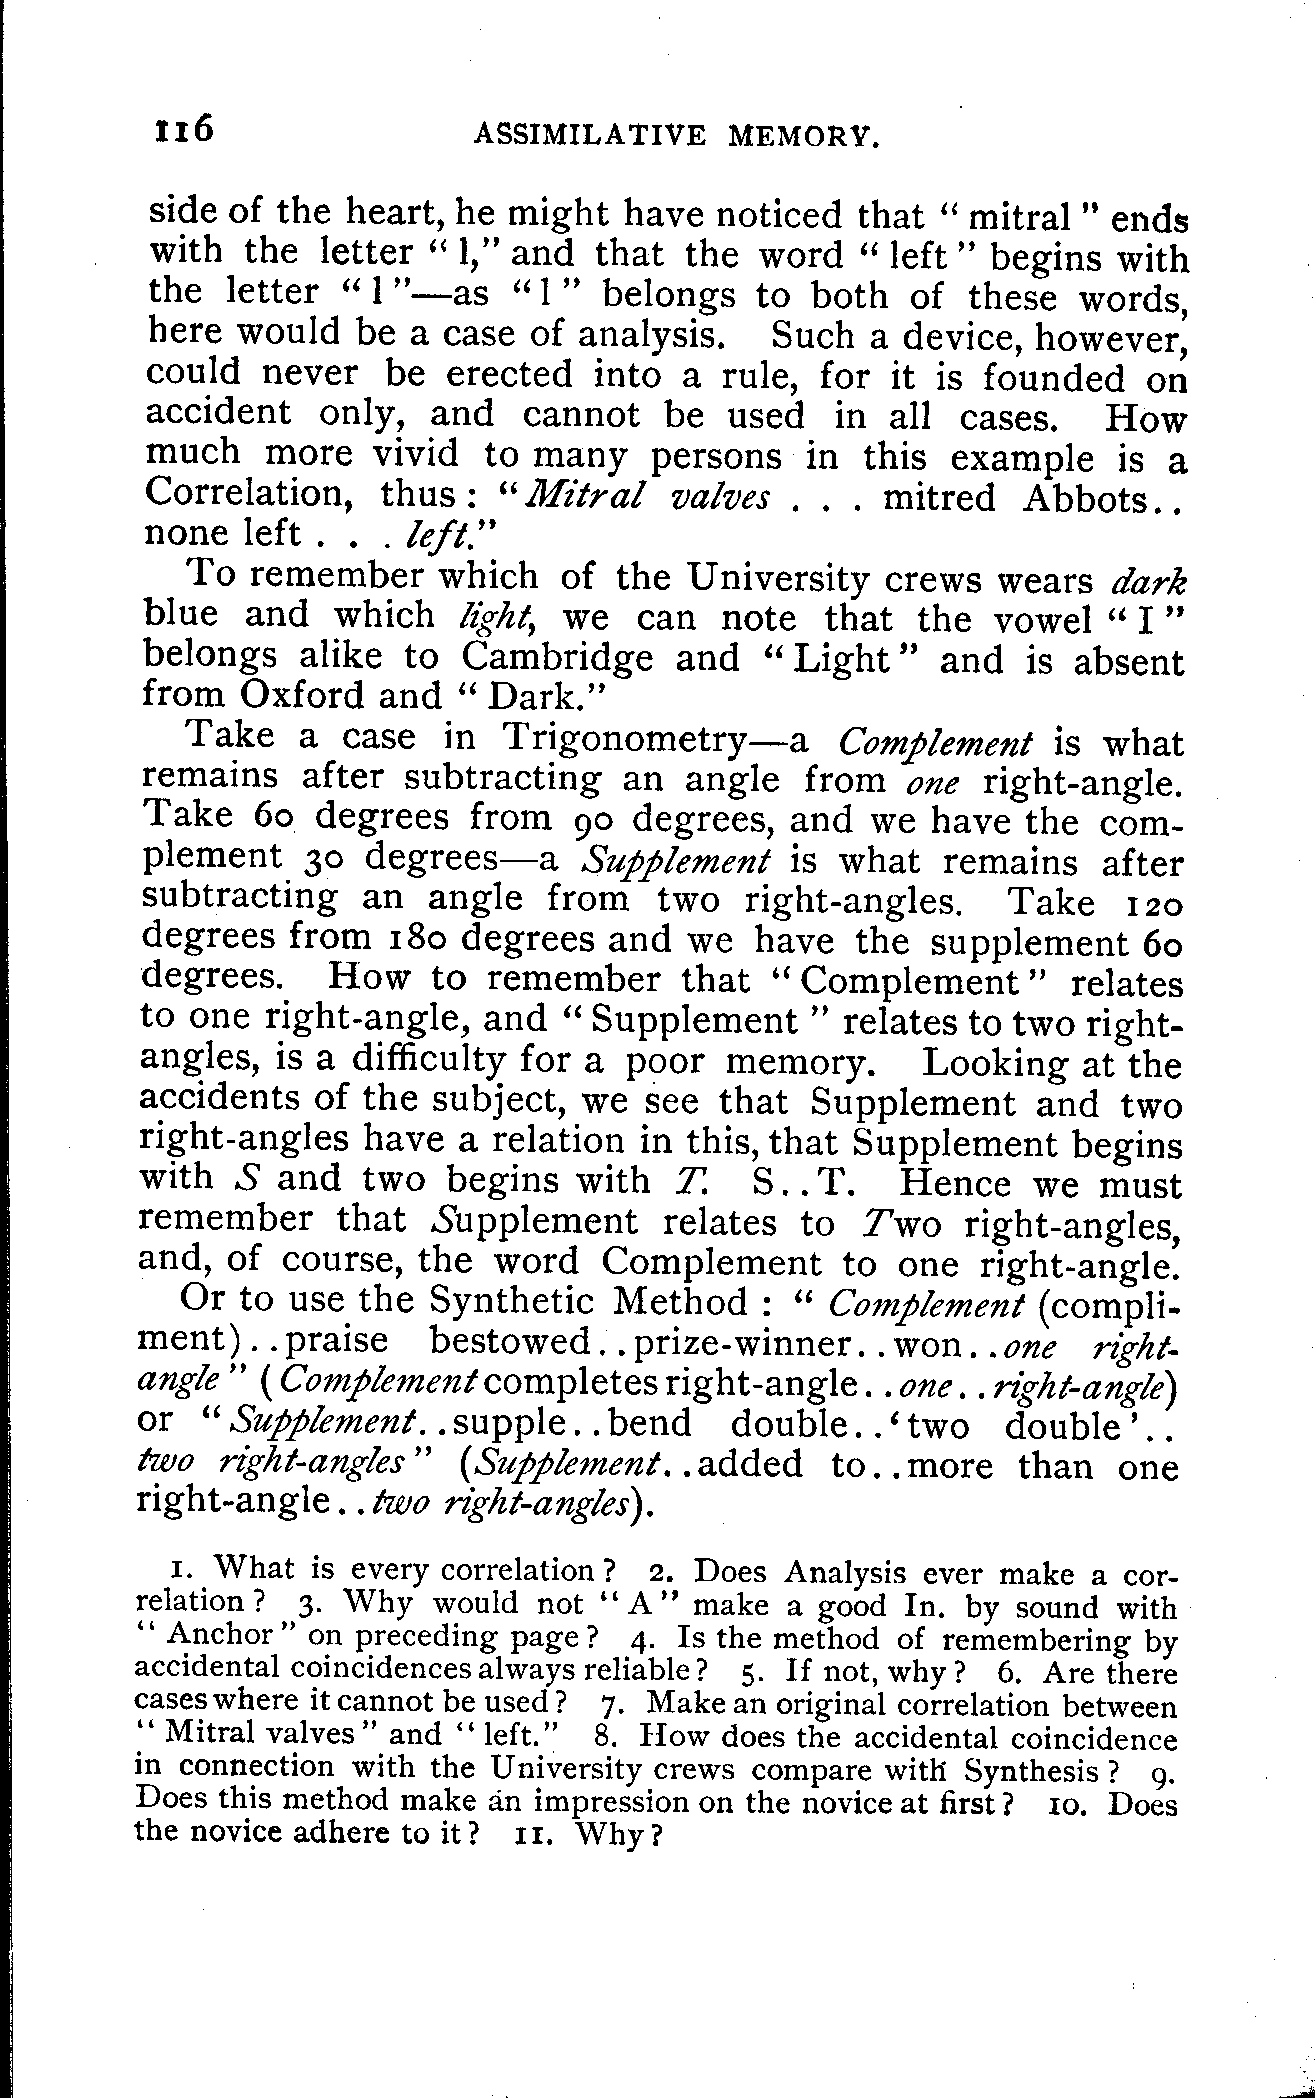 116 ASSIMILATIVE MEMORY.
side of the heart, he might have noticed that “ mitral ” ends
with the letter “ l,” and that the word “ left ” begins with
the letter “ l ”—as “ l ” belongs to both of these words,
here would be a case of analysis. Such a device, however,
could never be erected into a rule, for it is founded on
accident only, and cannot be used in all cases. How
much more vivid to many persons in this example is a
Correlation, thus : “ Mitral valves . . . mitred Abbots..
none left . . . left.”
To remember which of the University crews wears dark
blue and which light, we can note that the vowel “ I ”
belongs alike to Cambridge and “ Light ” and is absent
from Oxford and “ Dark.”
Take a case in Trigonometry—a Complement is what
remains after subtracting an angle from one right-angle.
Take 60 degrees from 90 degrees, and we have the com-
plement 30 degrees—a Supplement is what remains after
subtracting an angle from two right-angles. Take 120
degrees from 180 degrees and we have the supplement 60
degrees. How to remember that “ Complement ” relates
to one right-angle, and “ Supplement ” relates to two right-
angles, is a difficulty for a poor memory. Looking at the
accidents of the subject, we see that Supplement and two
right-angles have a relation in this, that Supplement begins
with S and two begins with T. S..T. Hence we must
remember that Supplement relates to Two right-angles,
and, of course, the word Complement to one right-angle.
Or to use the Synthetic Method : “ Complement (compli-
ment)..praise bestowed..prize-winner..won..one right-
angle ” (Complement completes right-angle..one..right-angle)
or “ Supplement..supple..bend double..‘two double’..
two right-angles ” (Supplement..added to..more than one
right-angle..two right-angles).
1. What is every correlation ? 2. Does Analysis ever make a cor-
relation ? 3. Why would not “ A ” make a good In. by sound with
“ Anchor ” on preceding page ? 4. Is the method of remembering by
accidental coincidences always reliable ? 5. If not, why ? 6. Are there
cases where it cannot be used ? 7. Make an original correlation between
“ Mitral valves ” and “ left.” 8. How does the accidental coincidence
in connection with the University crews compare with Synthesis ? 9.
Does this method make an impression on the novice at first ? 10. Does
the novice adhere to it ? 11. Why ?